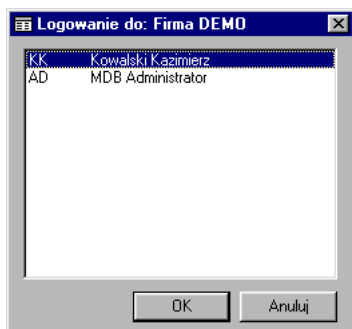 Logowanie do: Firma DEMO
KK Kowalski Kazimierz
AD MDB Administrator
OK Anuluj